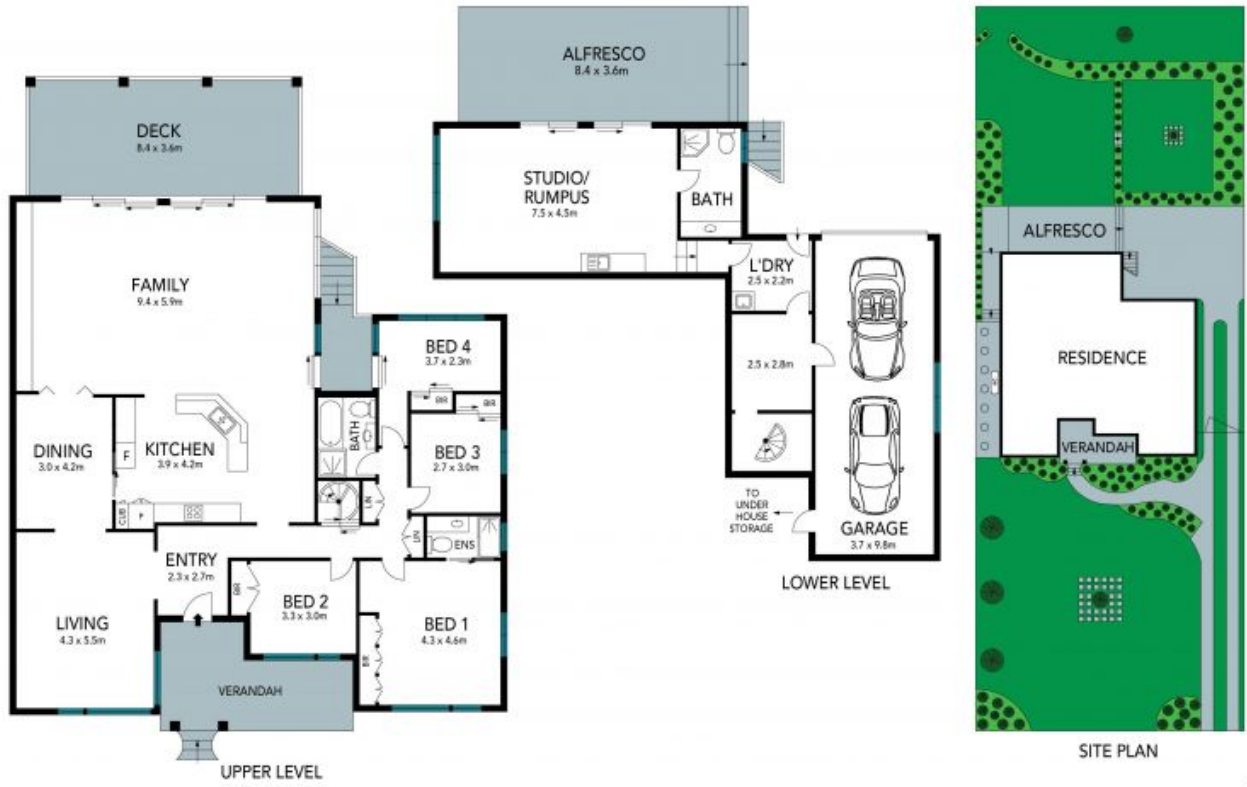 DECK
8.4 x 3.6m
FAMILY
9.4 x 5.9m
BED 4
3.7 x 2.3m
BIR
BIR
DINING
3.0 x 4.2m
F
KITCHEN
3.9 x 4.2m
BATH
BED 3
2.7 x 3.0m
CUB
P
LIN
LIN
ENS
ENTRY
2.3 x 2.7m
BIR
BED 2
3.3 x 3.0m
LIVING
4.3 x 5.5m
BIR
BED 1
4.3 x 4.6m
VERANDAH
UPPER LEVEL
ALFRESCO
8.4 x 3.6m
STUDIO/
RUMPUS
7.5 x 4.5m
BATH
L'DRY
2.5 x 2.2m
2.5 x 2.8m
TO
UNDER
HOUSE
STORAGE
GARAGE
3.7 x 9.8m
LOWER LEVEL
ALFRESCO
RESIDENCE
VERANDAH
SITE PLAN